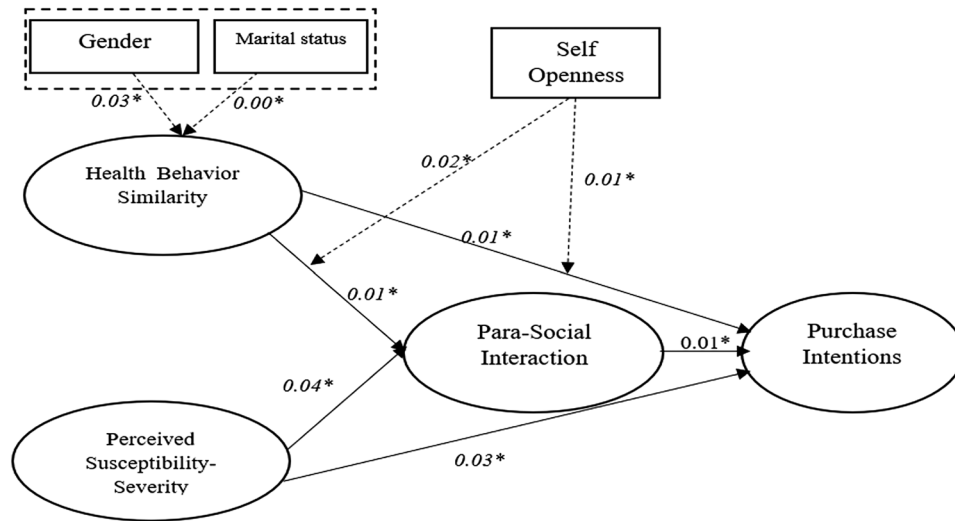 Gender
Marital status
Self
Openness
0.03*
0.00*
0.02*
0.01*
Health Behavior
Similarity
0.01*
0.01*
Para-Social
Interaction
0.01*
Purchase
Intentions
0.04*
Perceived
Susceptibility-
Severity
0.03*